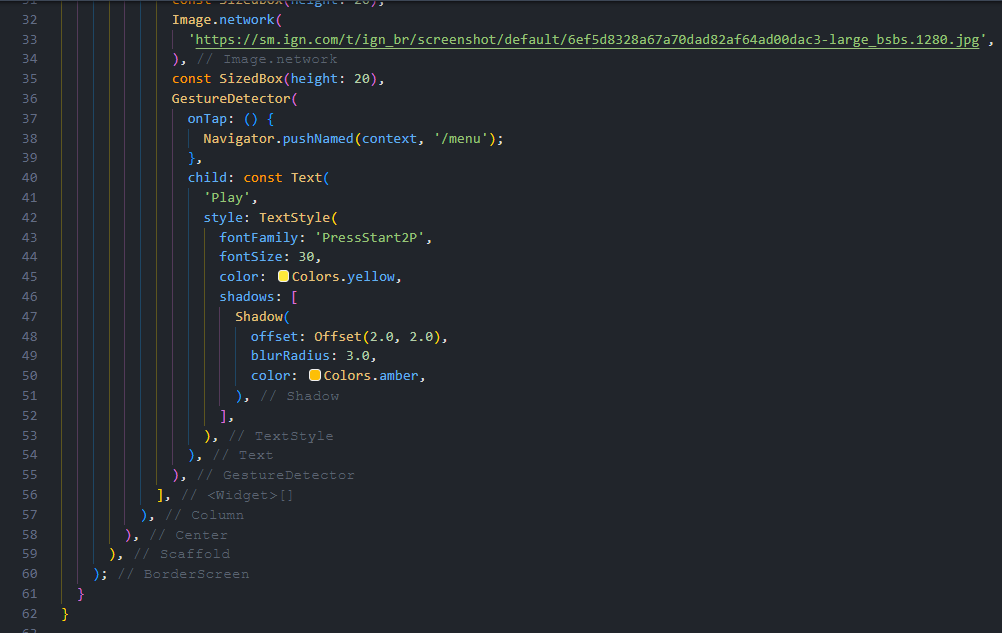 31 const SizedBox(height: 20),
32 Image.network(
33 'https://sm.ign.com/t/ign_br/screenshot/default/6ef5d8328a67a70dad82af64ad00dac3-large_bsbs.1280.jpg',
34 ), // Image.network
35 const SizedBox(height: 20),
36 GestureDetector(
37 onTap: () {
38 Navigator.pushNamed(context, '/menu');
39 },
40 child: const Text(
41 'Play',
42 style: TextStyle(
43 fontFamily: 'PressStart2P',
44 fontSize: 30,
45 color: Colors.yellow,
46 shadows: [
47 Shadow(
48 offset: Offset(2.0, 2.0),
49 blurRadius: 3.0,
50 color: Colors.amber,
51 ), // Shadow
52 ],
53 ), // TextStyle
54 ), // Text
55 ), // GestureDetector
56 ], // <Widget>[]
57 ), // Column
58 ), // Center
59 ), // Scaffold
60 ); // BorderScreen
61 }
62 }
63